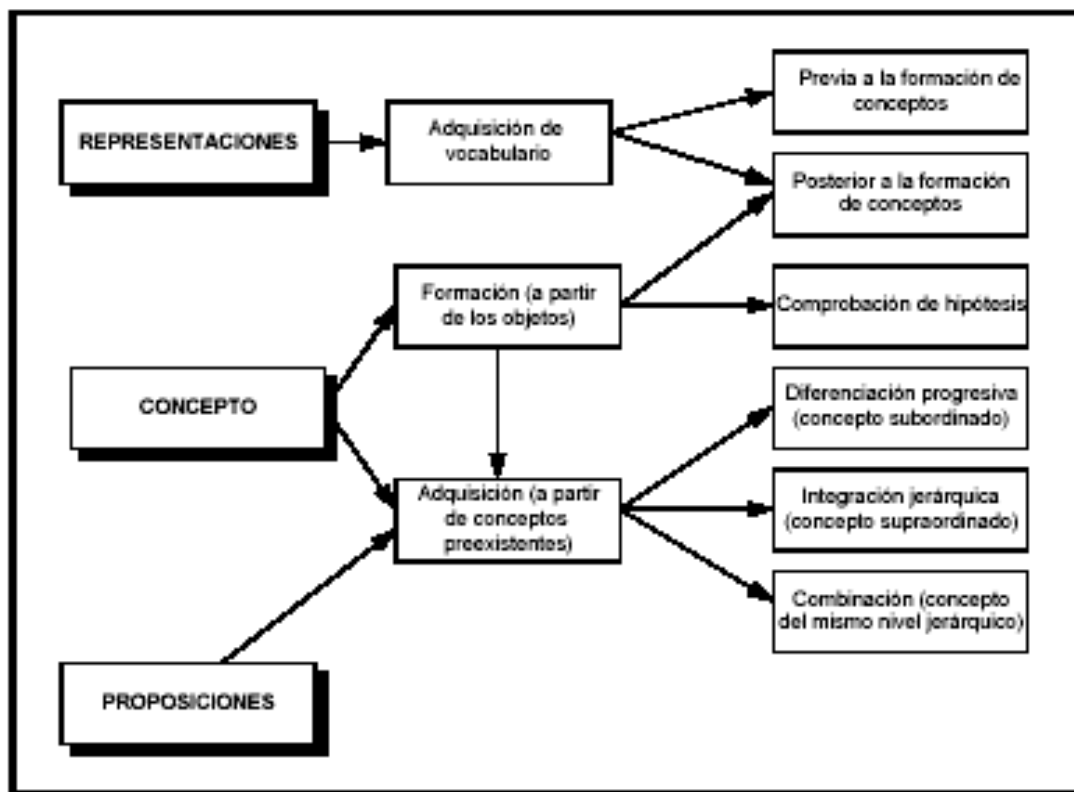 REPRESENTACIONES
Adquisición de
vocabulario
Previa a la formación de
conceptos
Posterior a la formación
de conceptos
CONCEPTO
Formación (a partir
de los objetos)
Comprobación de hipótesis
Adquisición (a partir
de conceptos
preexistentes)
Diferenciación progresiva
(concepto subordinado)
Integración jerárquica
(concepto supraordinado)
Combinación (concepto
del mismo nivel jerárquico)
PROPOSICIONES